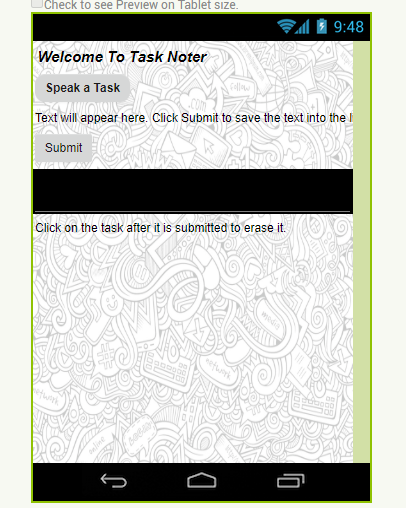 Check to see Preview on Tablet size.
9:48
Welcome To Task Noter
Speak a Task
Text will appear here. Click Submit to save the text into the
Submit
Click on the task after it is submitted to erase it.